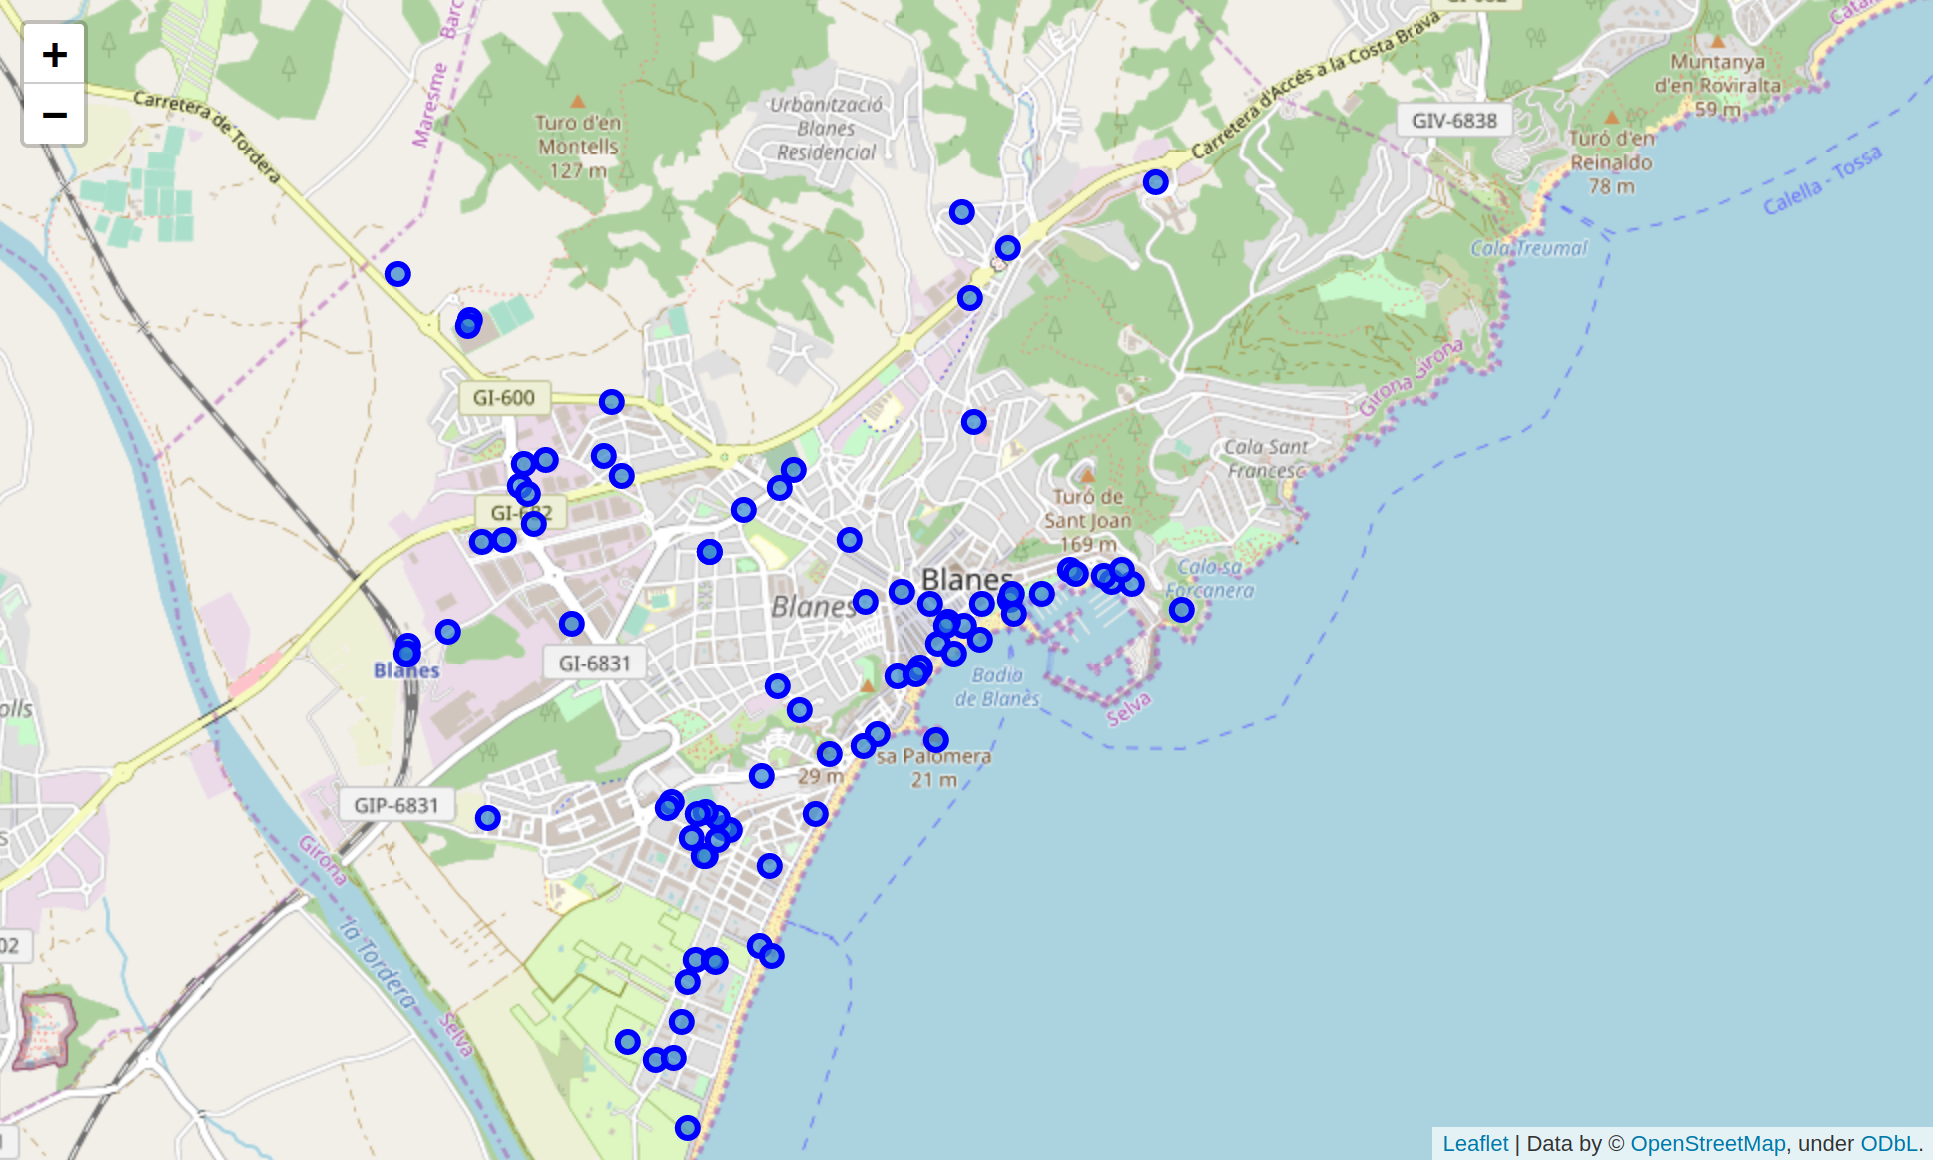 +
−
Carretera de Tordera
Maresme
Barc
Turó d'en
Montells
127 m
Urbanització
Blanes
Residencial
Carretera d'Accés a la Costa Brava
GIV-6838
Muntanya
d'en Roviralta
59 m
Turó d'en
Reinaldo
78 m
Calella - Tossa
Cala Treumal
Girona
Girona
GI-600
GI-682
Cala Sant
Francesc
Turó de
Sant Joan
169 m
Cala sa
Forcanera
Blanes
Blanes
Blanes
GI-6831
Badia
de Blanes
Selva
sa Palomera
21 m
29 m
GIP-6831
Girona
olls
02
la Tordera
Selva
Leaflet | Data by © OpenStreetMap, under ODbL.